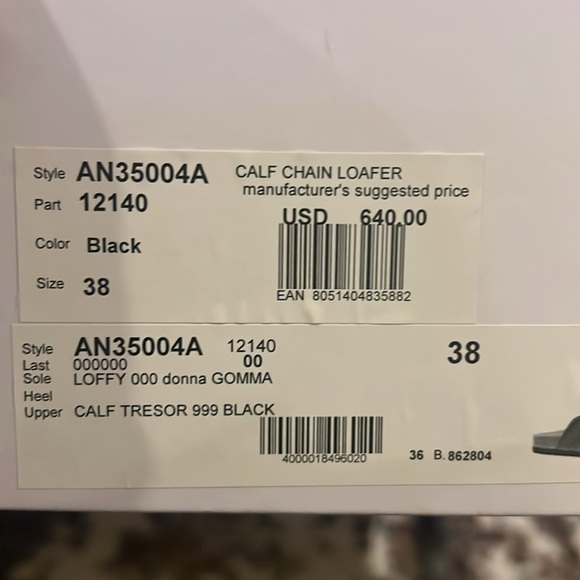 Style AN35004A CALF CHAIN LOAFER
Part 12140 manufacturer's suggested price
USD 640.00
Color Black
Size 38
EAN 8051404835882
Style AN35004A 12140 38
Last 000000 00
Sole LOFFY 000 donna GOMMA
Heel
Upper CALF TRESOR 999 BLACK
4000018496020 36 B. 862804